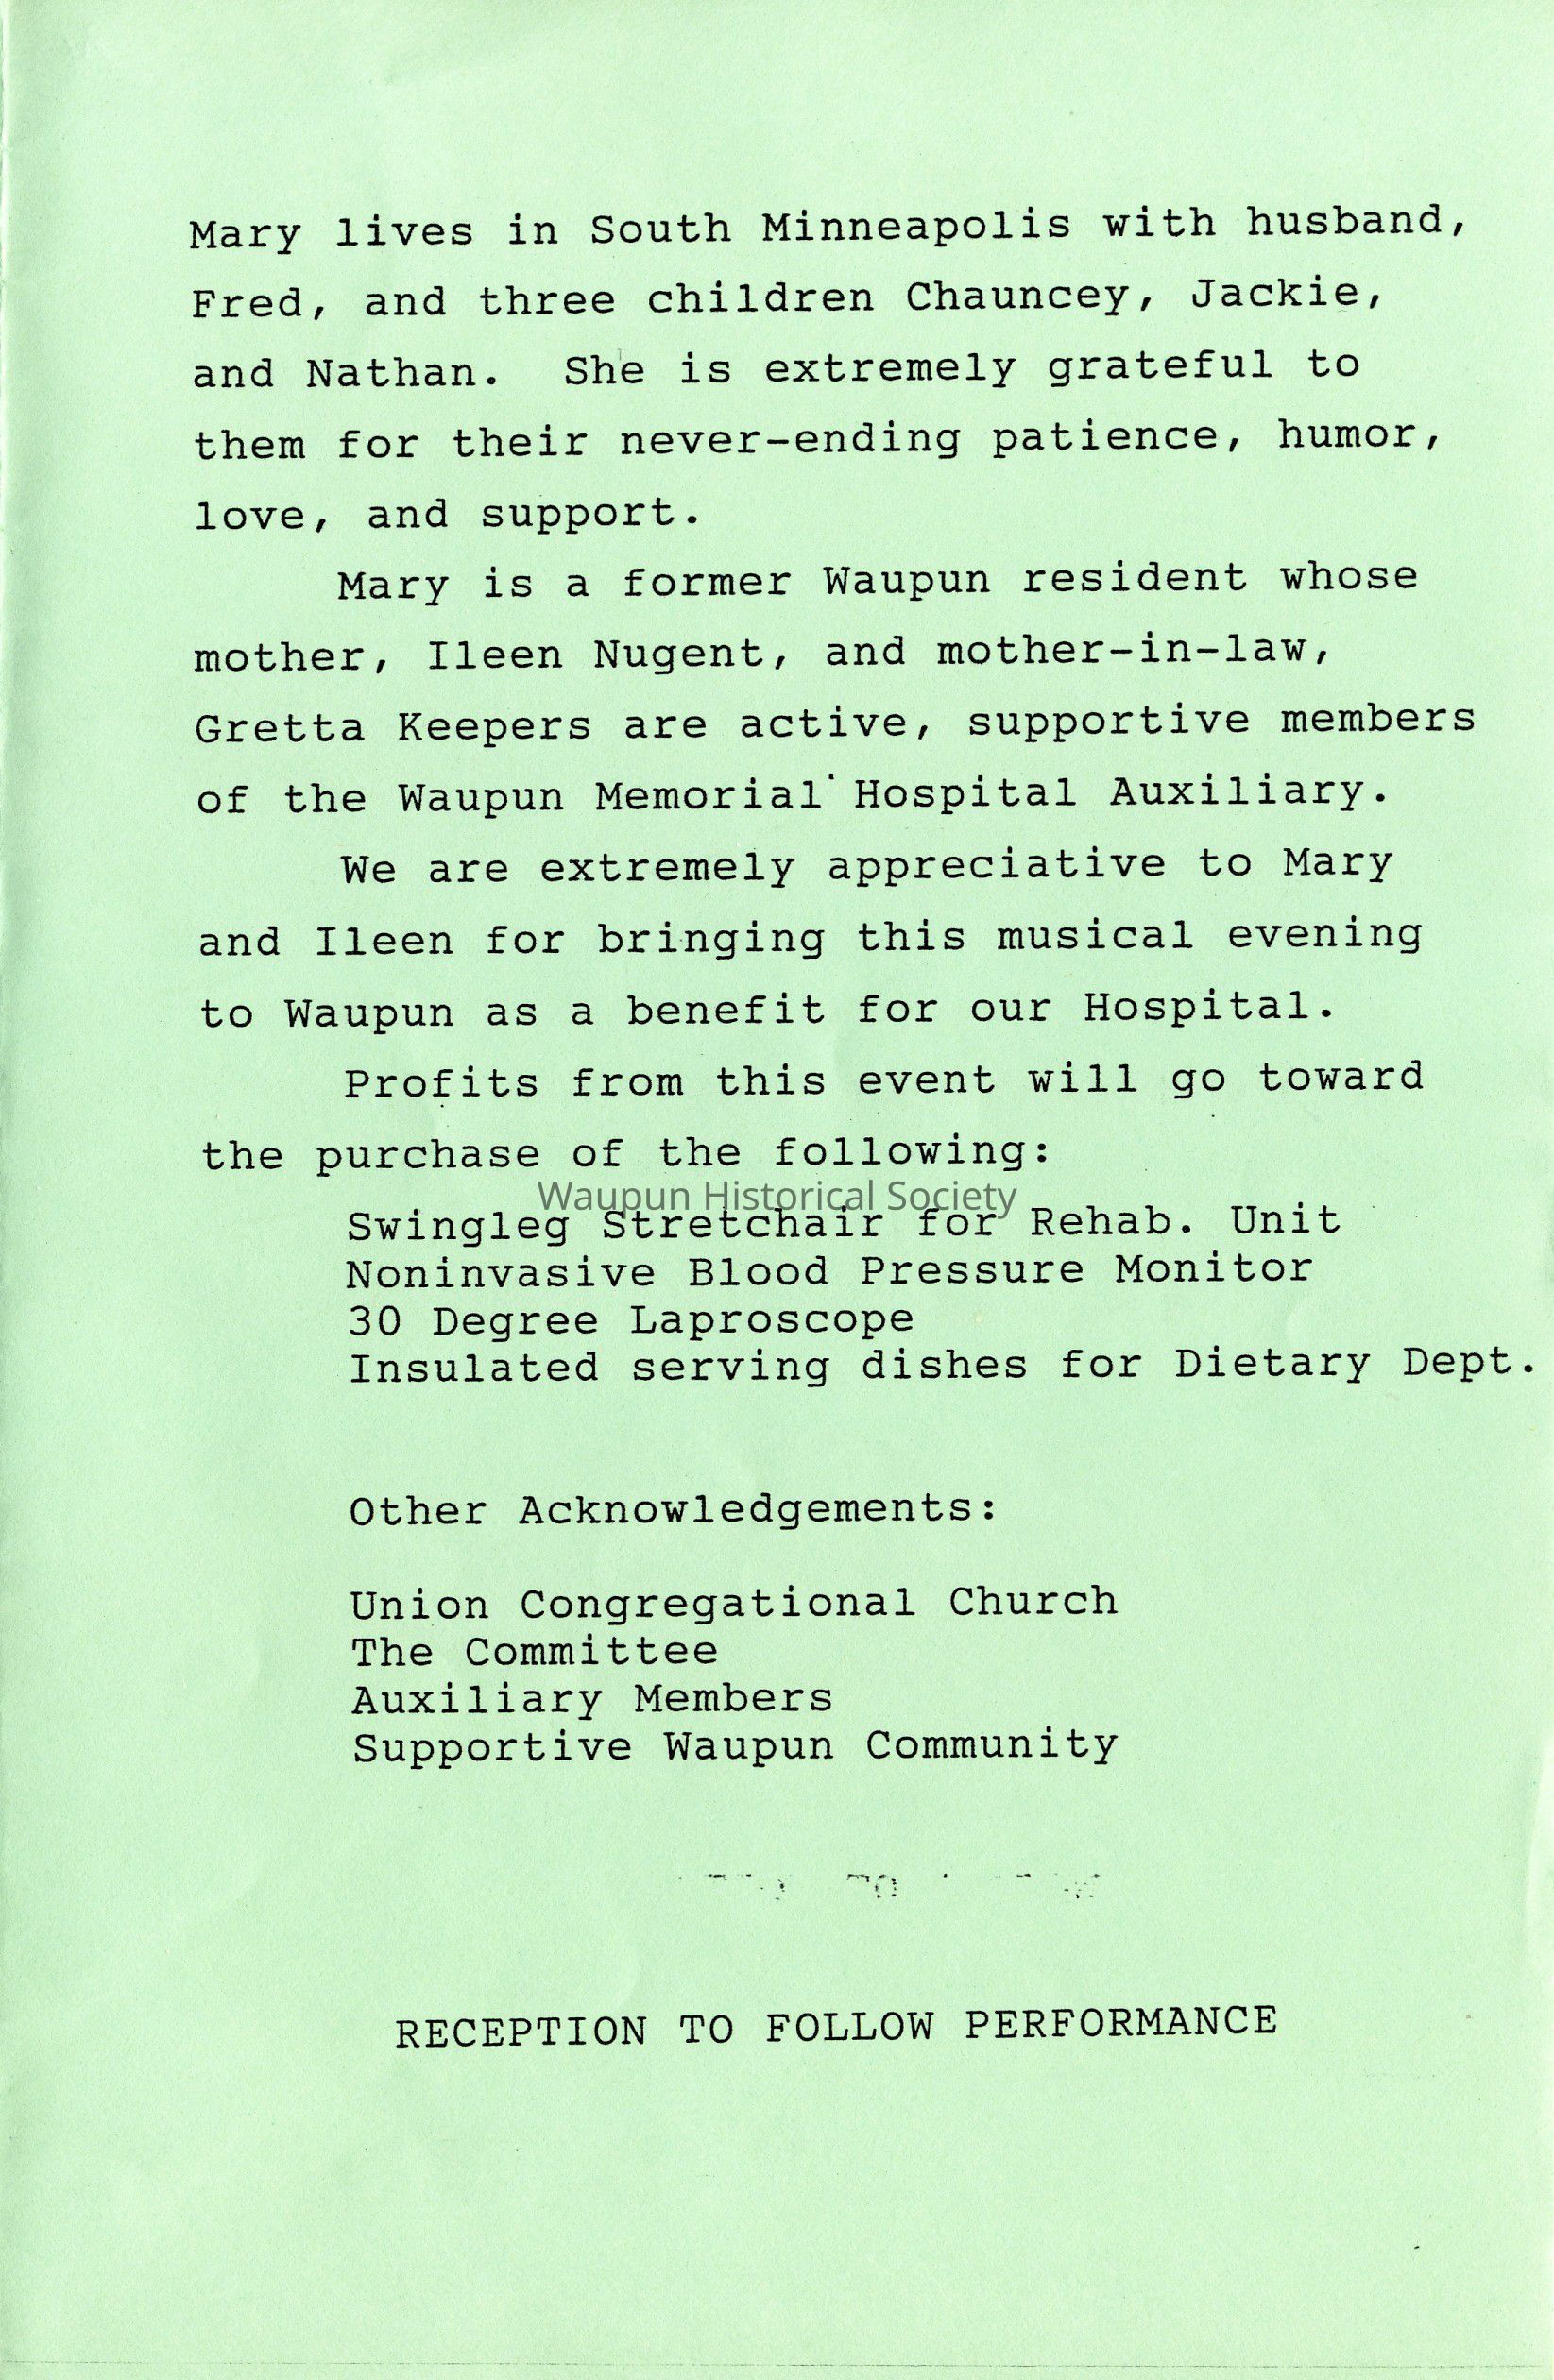 Mary lives in South Minneapolis with husband,
Fred, and three children Chauncey, Jackie,
and Nathan.  She is extremely grateful to
them for their never-ending patience, humor,
love, and support.
Mary is a former Waupun resident whose
mother, Ileen Nugent, and mother-in-law,
Gretta Keepers are active, supportive members
of the Waupun Memorial Hospital Auxiliary.
We are extremely appreciative to Mary
and Ileen for bringing this musical evening
to Waupun as a benefit for our Hospital.
Profits from this event will go toward
the purchase of the following:
Waupun Historical Society
Swingleg Stretchair for Rehab. Unit
Noninvasive Blood Pressure Monitor
30 Degree Laproscope
Insulated serving dishes for Dietary Dept.
Other Acknowledgements:
Union Congregational Church
The Committee
Auxiliary Members
Supportive Waupun Community
RECEPTION TO FOLLOW PERFORMANCE